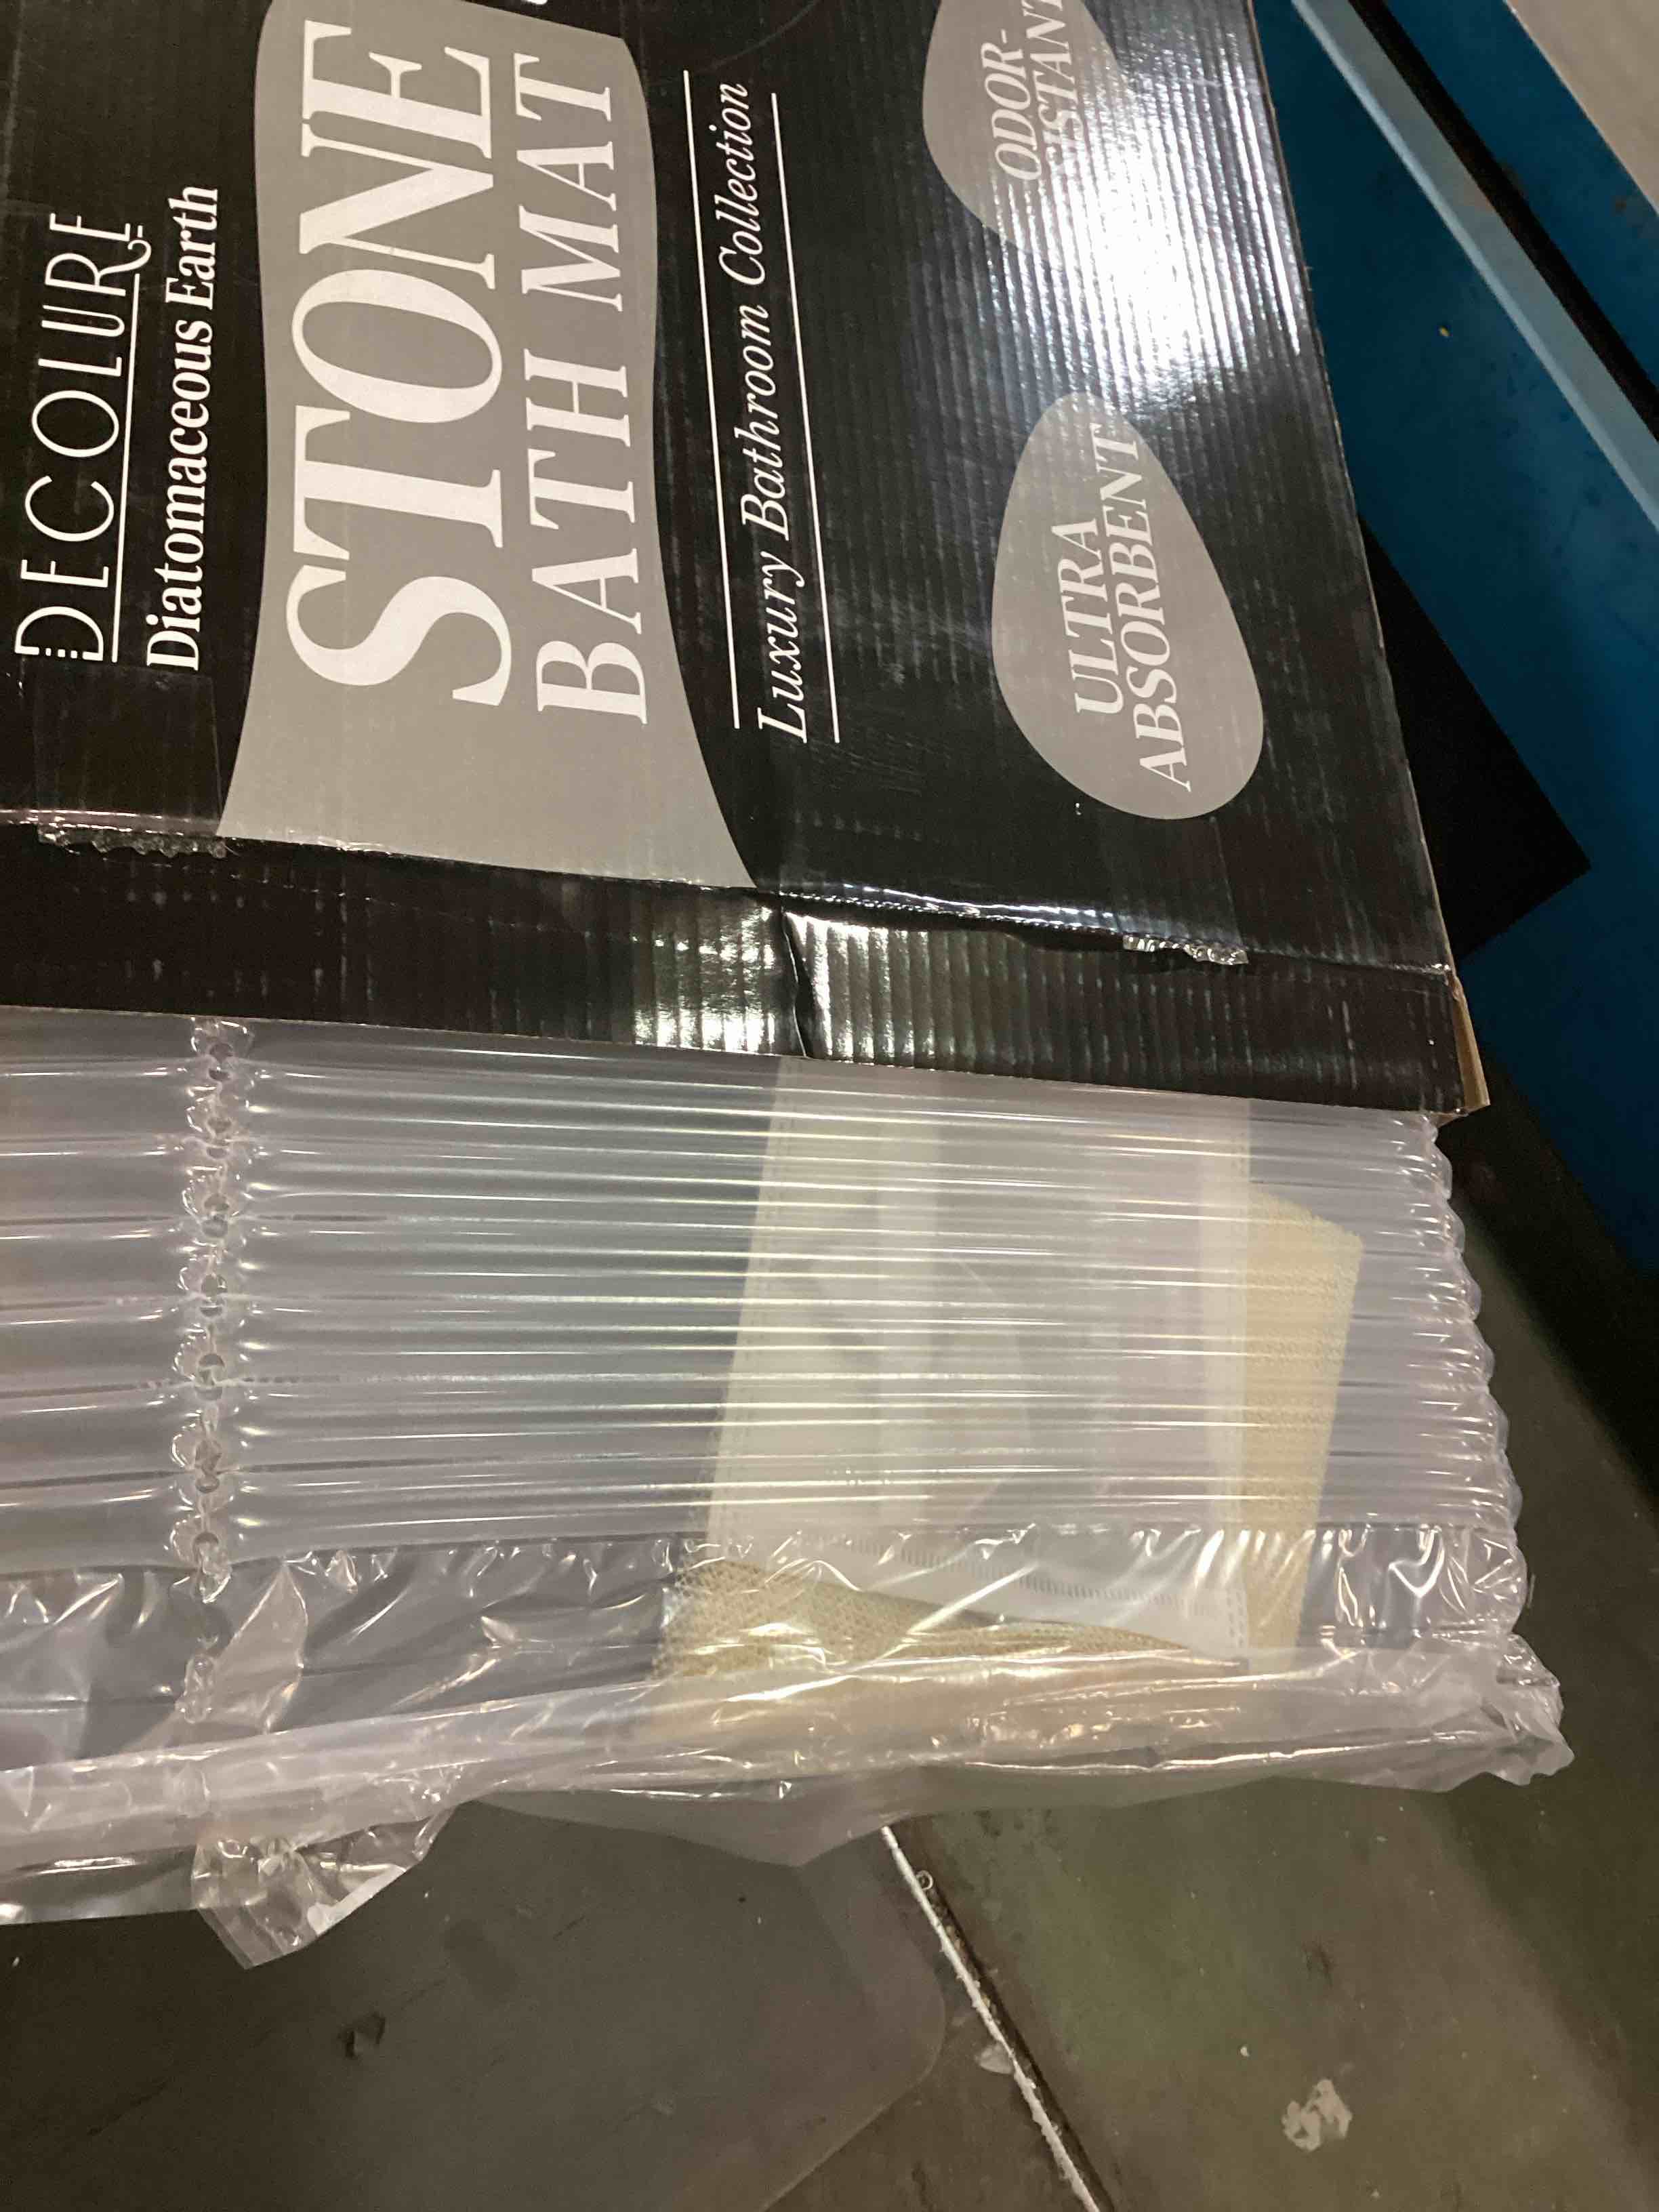 DECOLURE
Diatomaceous Earth
STONE
BATH MAT
Luxury Bathroom Collection
ULTRA
ABSORBENT
ODOR-